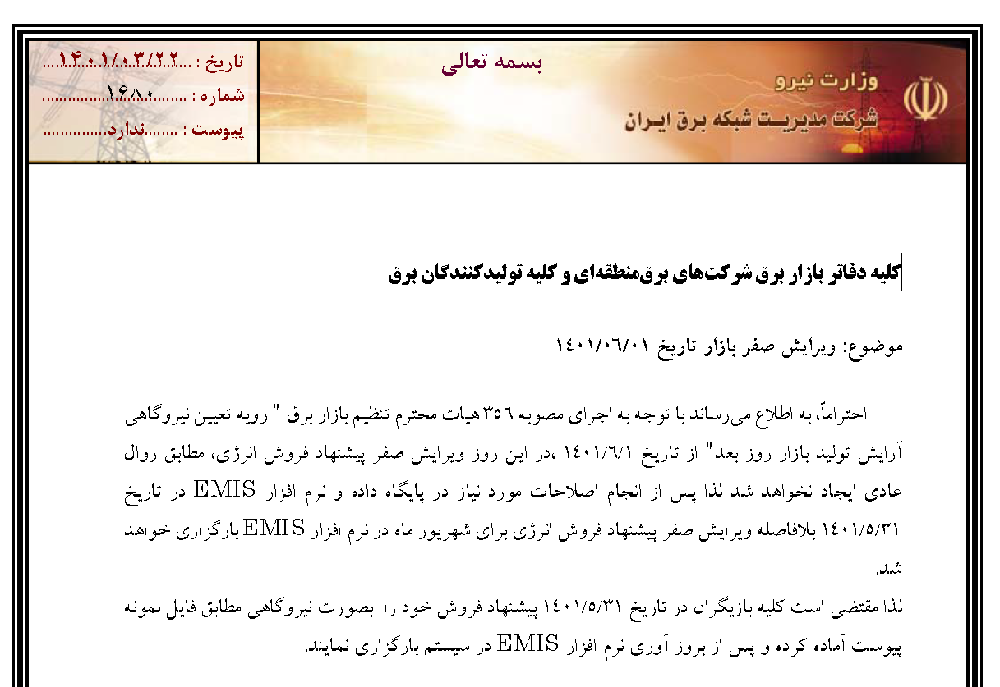 بسمه تعالی
وزارت نیرو
شرکت مدیریت شبکه برق ایران
تاریخ : ....۱۴۰۱/۰۳/۲۲....
شماره : ........۱۶۸۰........
پیوست : ........ندارد........
کلیه دفاتر بازار برق شرکت‌های برق‌منطقه‌ای و کلیه تولیدکنندگان برق
موضوع: ویرایش صفر بازار تاریخ ۱٤۰۱/۰٦/۰۱
احتراماً، به اطلاع می‌رساند با توجه به اجرای مصوبه ۳۵٦ هیات محترم تنظیم بازار برق " رویه تعیین نیروگاهی
آرایش تولید بازار روز بعد" از تاریخ ۱٤۰۱/٦/۱ ،در این روز ویرایش صفر پیشنهاد فروش انرژی، مطابق روال
عادی ایجاد نخواهد شد لذا پس از انجام اصلاحات مورد نیاز در پایگاه داده و نرم افزار EMIS در تاریخ
۱٤۰۱/۵/۳۱ بلافاصله ویرایش صفر پیشنهاد فروش انرژی برای شهریور ماه در نرم افزار EMIS بارگزاری خواهد
شد.
لذا مقتضی است کلیه بازیگران در تاریخ ۱٤۰۱/۵/۳۱ پیشنهاد فروش خود را بصورت نیروگاهی مطابق فایل نمونه
پیوست آماده کرده و پس از بروز آوری نرم افزار EMIS در سیستم بارگزاری نمایند.